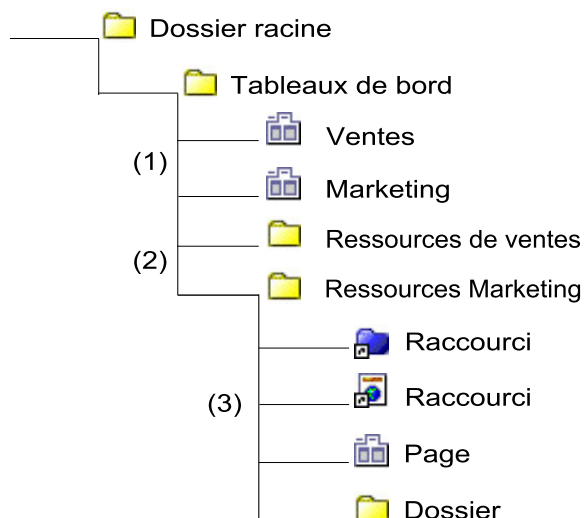 Dossier racine
Tableaux de bord
Ventes
(1)
Marketing
Ressources de ventes
(2)
Ressources Marketing
Raccourci
Raccourci
(3)
Page
Dossier